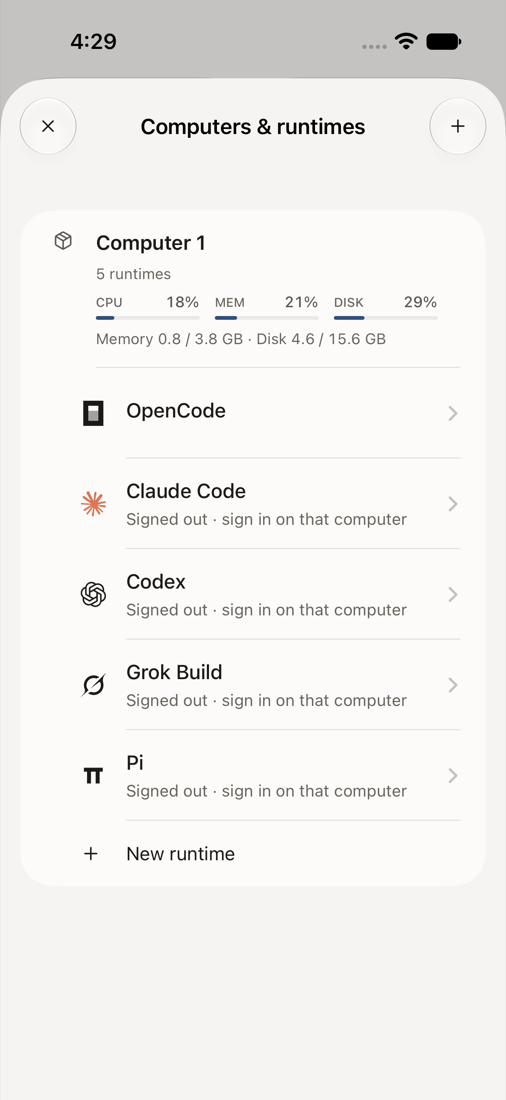 4:29
Computers & runtimes
Computer 1
5 runtimes
CPU 18% MEM 21% DISK 29%
Memory 0.8 / 3.8 GB · Disk 4.6 / 15.6 GB
OpenCode
Claude Code
Signed out · sign in on that computer
Codex
Signed out · sign in on that computer
Grok Build
Signed out · sign in on that computer
Pi
Signed out · sign in on that computer
New runtime